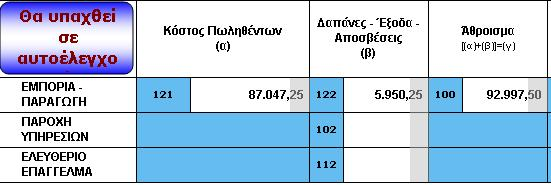 Θα υπαχθεί
σε
αυτοέλεγχο
Κόστος Πωληθέντων
(α)
Δαπάνες - Έξοδα -
Αποσβέσεις
(β)
Άθροισμα
[(α)+(β)]=(γ)
ΕΜΠΟΡΙΑ -
ΠΑΡΑΓΩΓΗ
121 87.047,25 122 5.950,25 100 92.997,50
ΠΑΡΟΧΗ
ΥΠΗΡΕΣΙΩΝ
102
ΕΛΕΥΘΕΡΙΟ
ΕΠΑΓΓΕΛΜΑ
112